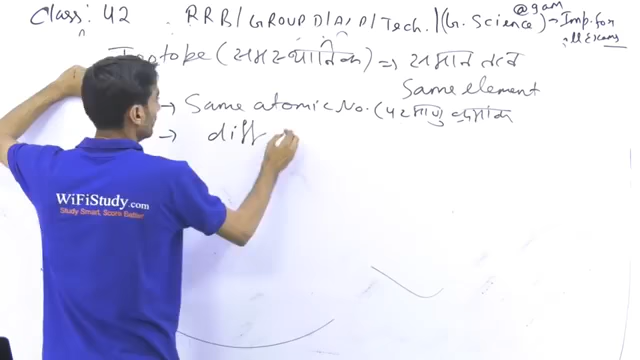 @ 9am
Class: 42 RRB/GROUP D/A/P/Tech./(G. Science) → Imp. for
all Exams
Isotope (समस्थानिक) ⇒ समान तत्व
Same element
→ Same atomic No. (परमाणु क्रमांक
→ diff
WiFiStudy.com
Study Smart, Score Better